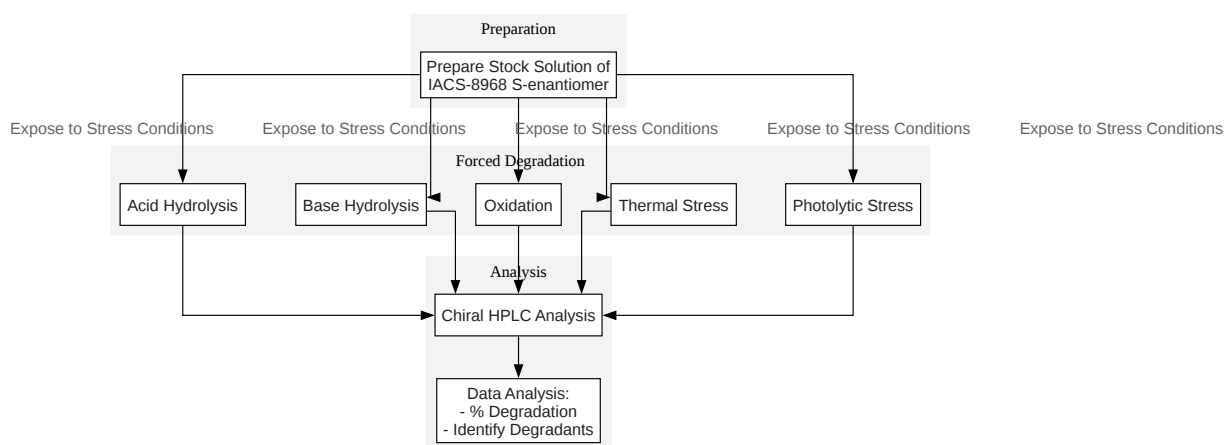 Preparation
Prepare Stock Solution of
IACS-8968 S-enantiomer
Expose to Stress Conditions
Expose to Stress Conditions
Expose to Stress Conditions
Expose to Stress Conditions
Expose to Stress Conditions
Forced Degradation
Acid Hydrolysis
Base Hydrolysis
Oxidation
Thermal Stress
Photolytic Stress
Analysis
Chiral HPLC Analysis
Data Analysis:
- % Degradation
- Identify Degradants